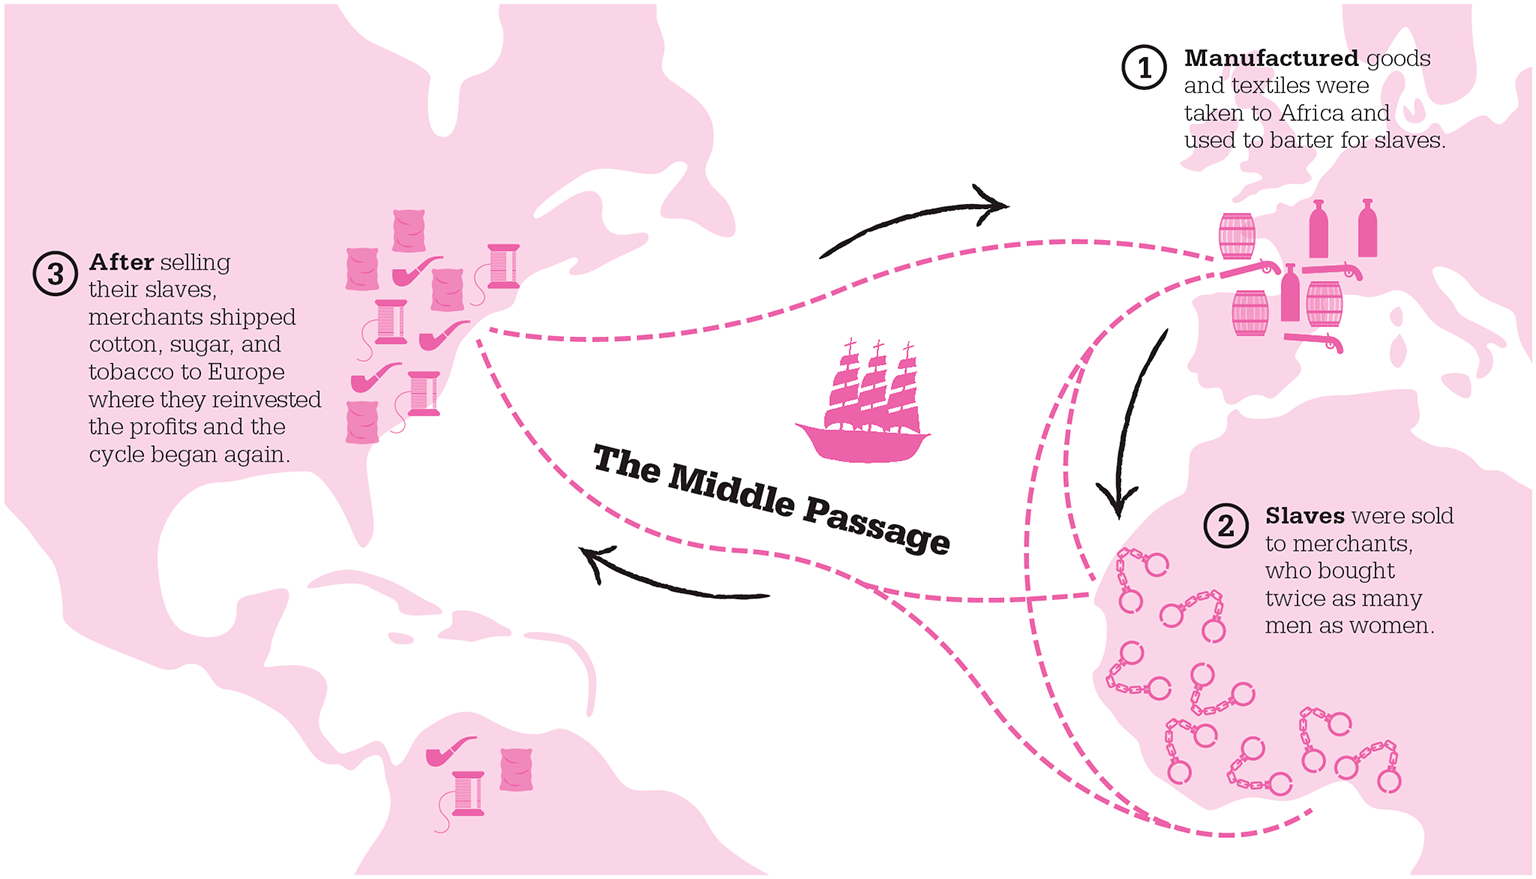 1
Manufactured goods
and textiles were
taken to Africa and
used to barter for slaves.
3
After selling
their slaves,
merchants shipped
cotton, sugar, and
tobacco to Europe
where they reinvested
the profits and the
cycle began again.
The Middle Passage
2
Slaves were sold
to merchants,
who bought
twice as many
men as women.